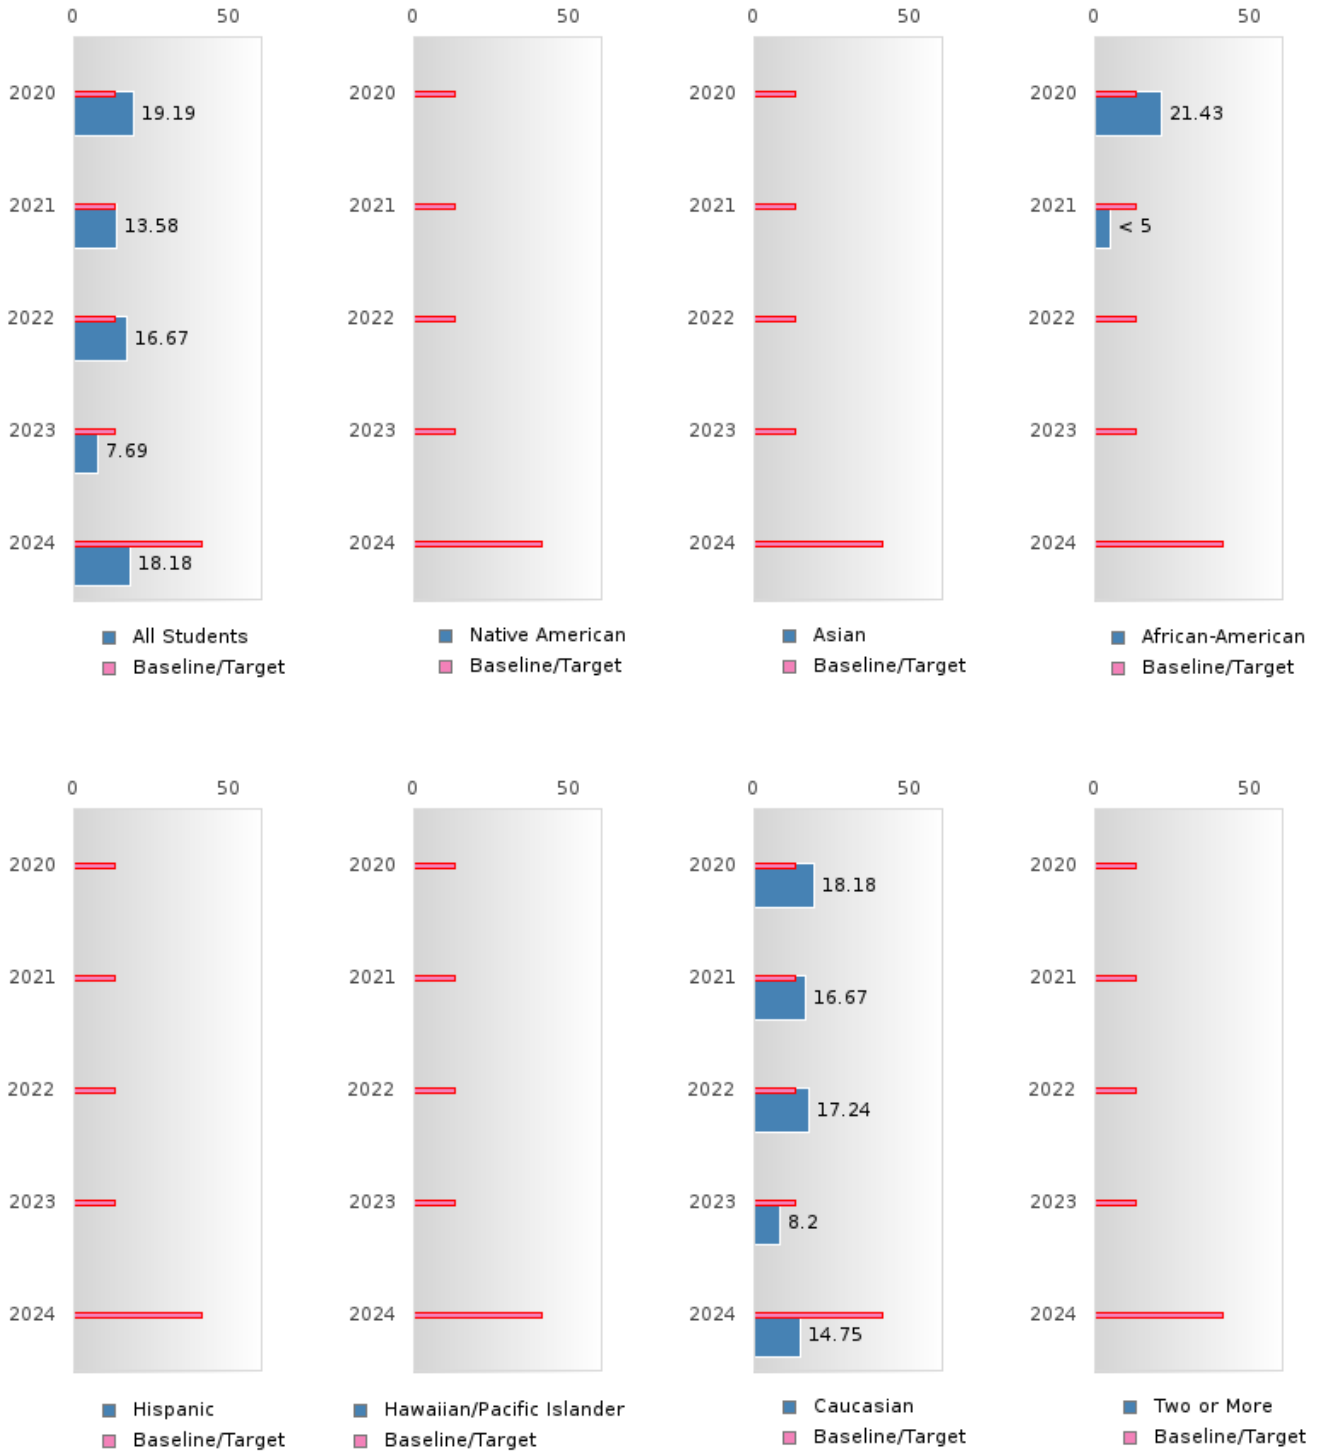 0 50
2020 19.19
2021 13.58
2022 16.67
2023 7.69
2024 18.18
All Students
Baseline/Target
0 50
2020
2021
2022
2023
2024
Native American
Baseline/Target
0 50
2020
2021
2022
2023
2024
Asian
Baseline/Target
0 50
2020 21.43
2021 < 5
2022
2023
2024
African-American
Baseline/Target
0 50
2020
2021
2022
2023
2024
Hispanic
Baseline/Target
0 50
2020
2021
2022
2023
2024
Hawaiian/Pacific Islander
Baseline/Target
0 50
2020 18.18
2021 16.67
2022 17.24
2023 8.2
2024 14.75
Caucasian
Baseline/Target
0 50
2020
2021
2022
2023
2024
Two or More
Baseline/Target